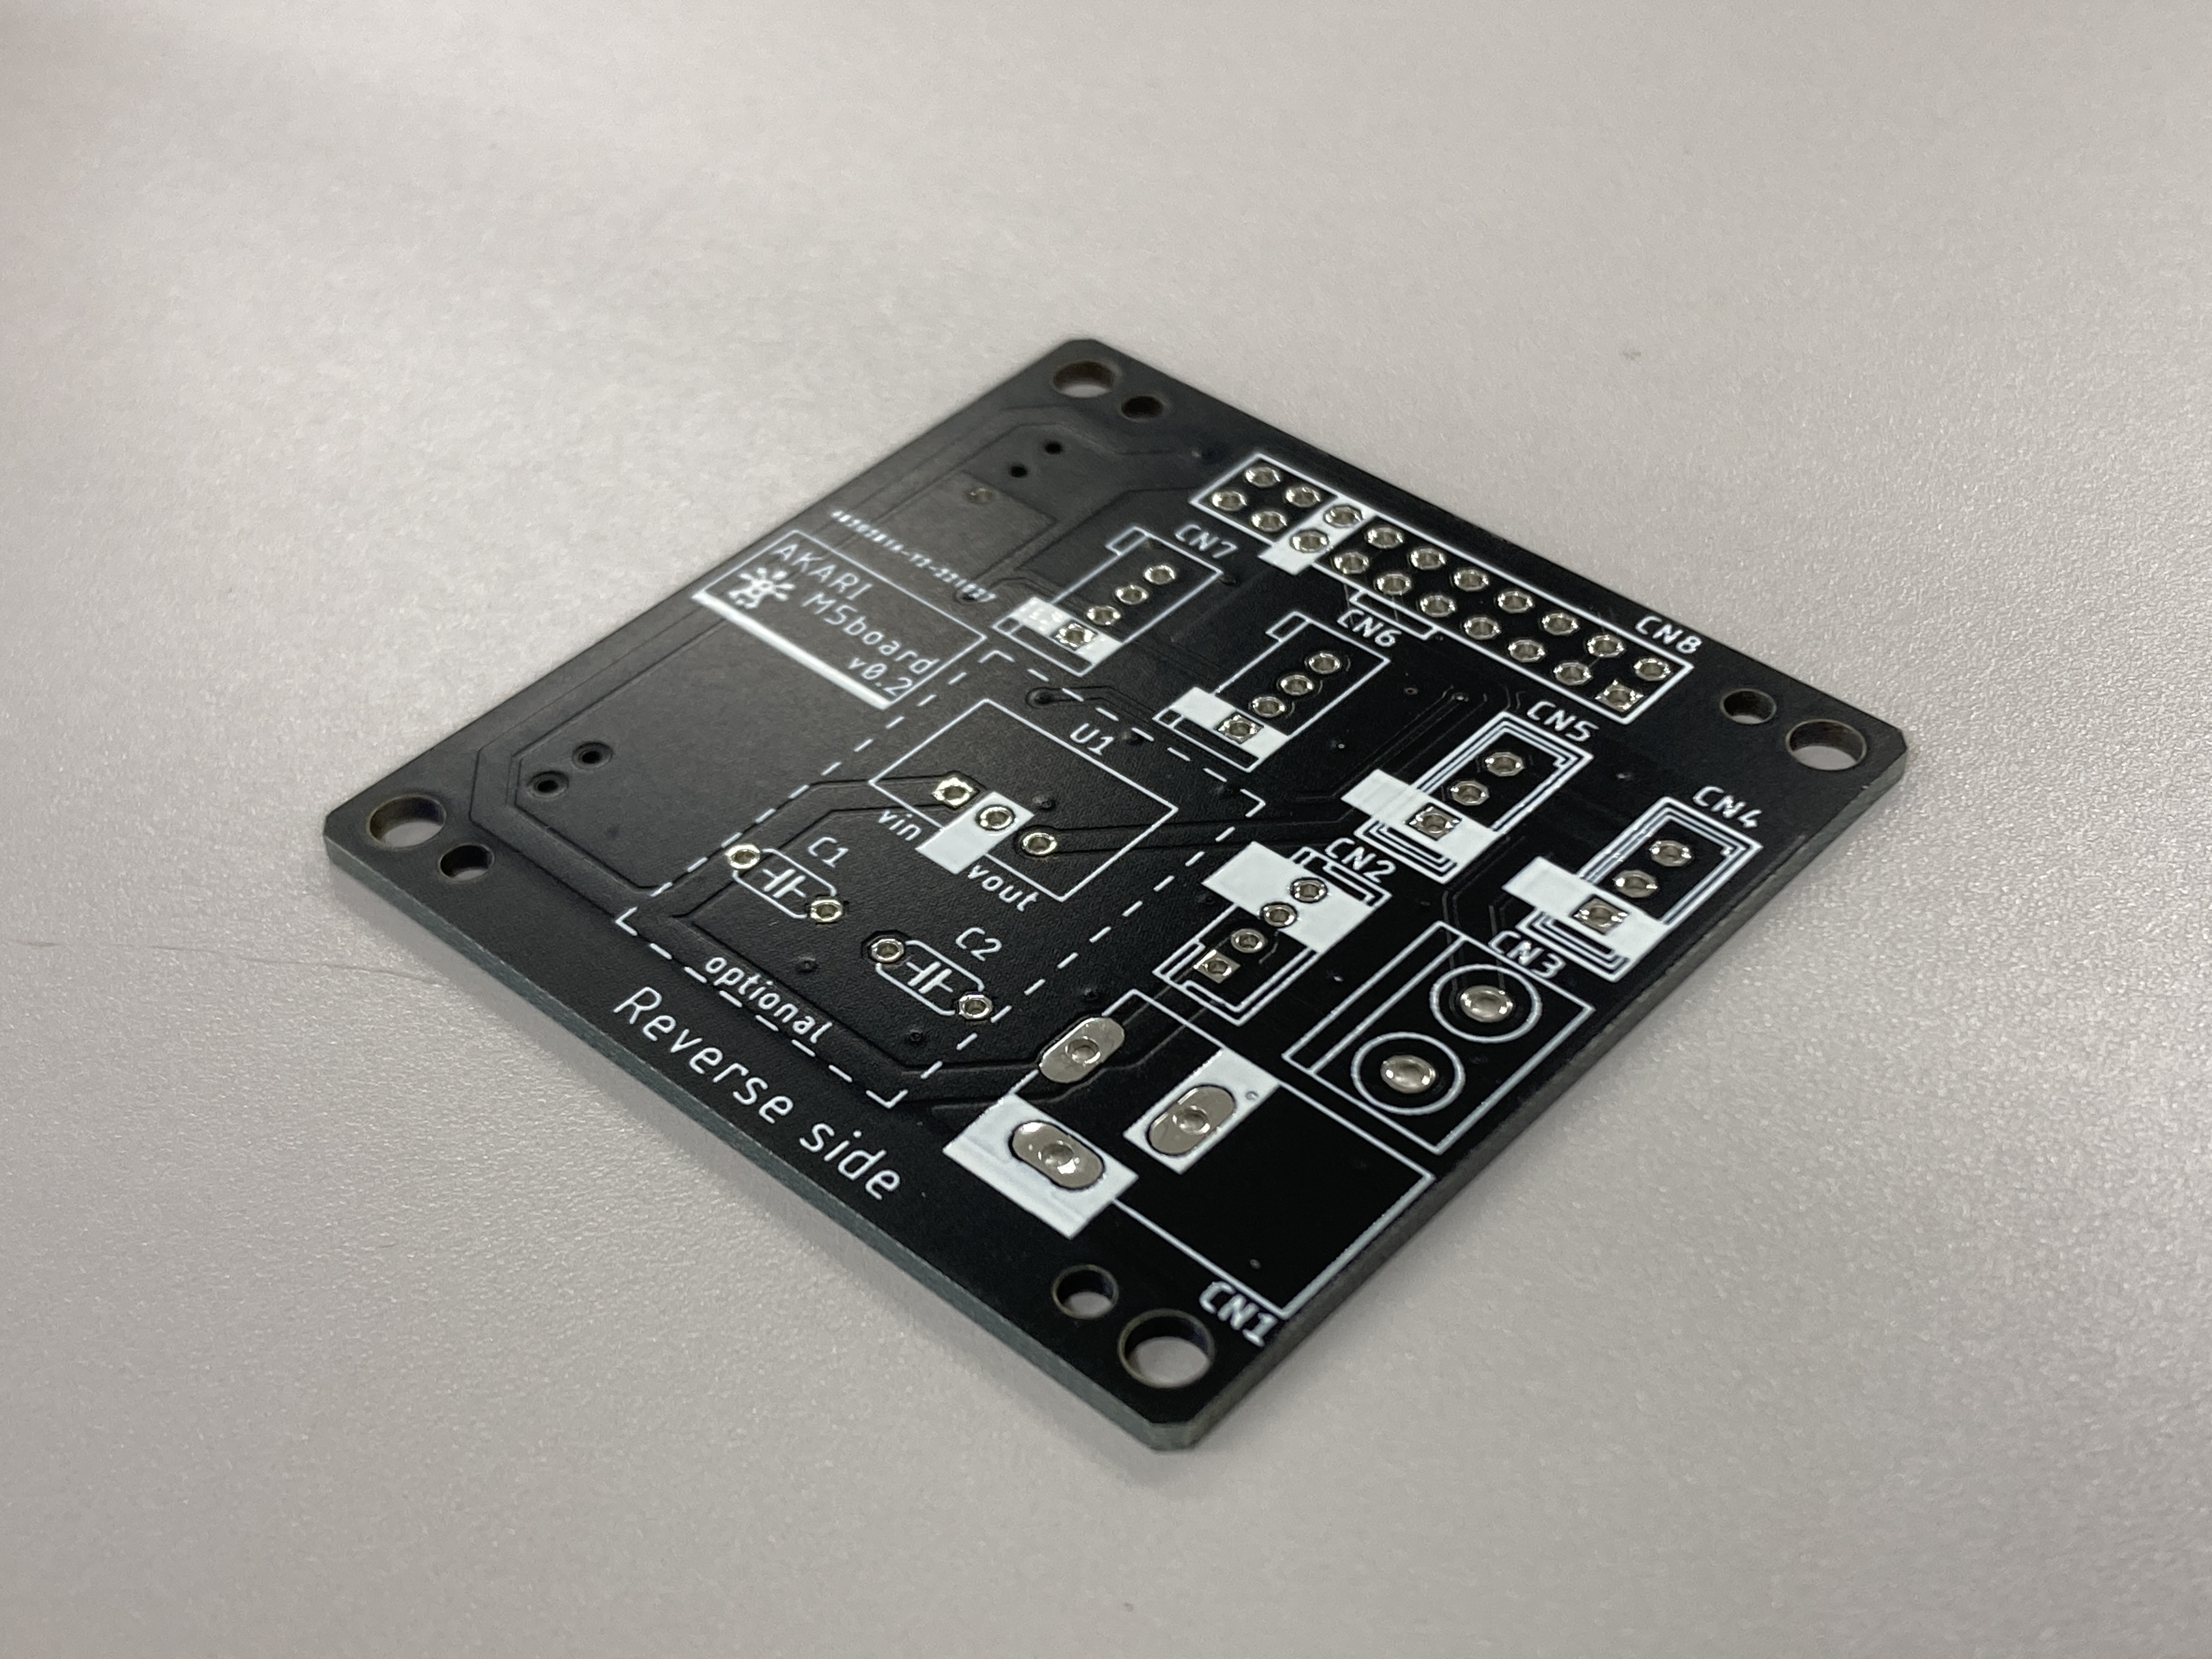 CN7
AKARI
M5board
v0.2
CN6
CN8
U1
CN5
vin
vout
CN4
C1
CN2
C2
CN3
optional
Reverse side
CN1